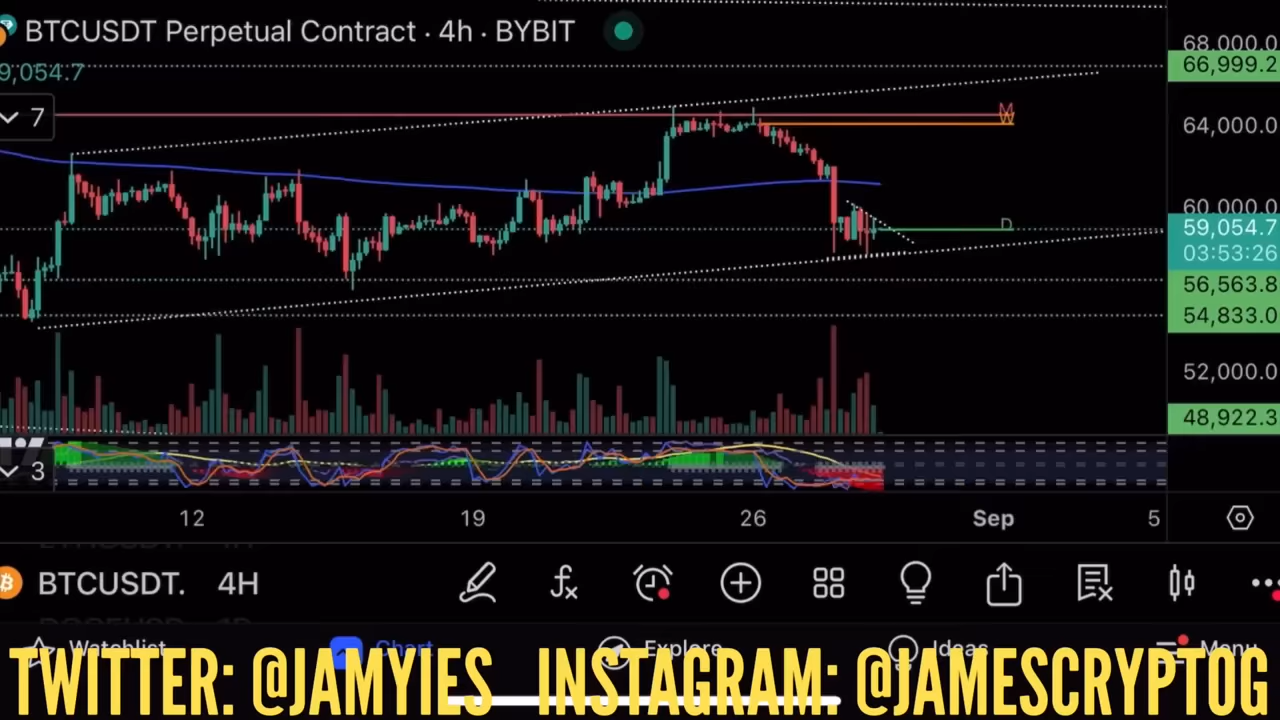 BTCUSDT Perpetual Contract · 4h · BYBIT
68,000.0
66,999.2
9,054.7
7
M
W
64,000.0
60,000.0
D
59,054.7
03:53:26
56,563.8
54,833.0
52,000.0
48,922.3
3
12 19 26 Sep 5
BTCUSDT. 4H
Watchlist Chart Explore Ideas Menu
TWITTER: @JAMYIES INSTAGRAM: @JAMESCRYPTOG